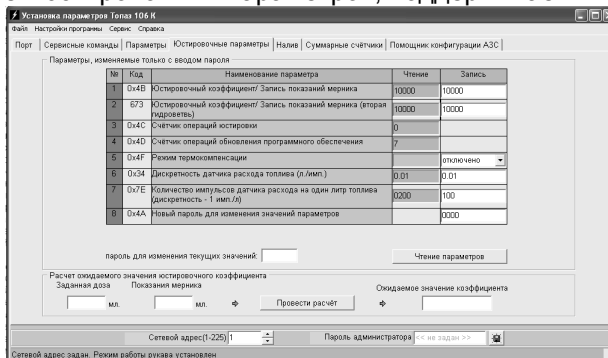 Установка параметров Топаз 106 К
Файл Настройки программы Сервис Справка
Порт Сервисные команды Параметры Юстировочные параметры Налив Суммарные счётчики Помощник конфигурации АЗС
Параметры, изменяемые только с вводом пароля
№ Код Наименование параметра Чтение Запись
1 0x4B Юстировочный коэффициент/ Запись показаний мерника 10000 10000
2 673 Юстировочный коэффициент/ Запись показаний мерника (вторая гидроветвь) 10000 10000
3 0x4C Счётчик операций юстировки 0
4 0x4D Счётчик операций обновления программного обеспечения 7
5 0x4F Режим термокомпенсации отключено
6 0x34 Дискретность датчика расхода топлива (л./имп.) 0.01 0.01
7 0x7E Количество импульсов датчика расхода на один литр топлива (дискретность - 1 имп./л) 0200 100
8 0x4A Новый пароль для изменения значений параметров 0000
пароль для изменения текущих значений: Чтение параметров
Расчет ожидаемого значения юстировочного коэффициента
Заданная доза Показания мерника Ожидаемое значение коэффициента
мл. мл. Провести расчёт
Сетевой адрес(1-225) 1 Пароль администратора << не задан >>
Сетевой адрес задан. Режим работы рукава установлен